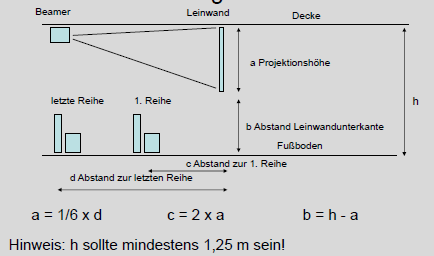 Beamer Leinwand Decke
a Projektionshöhe
h
letzte Reihe 1. Reihe
b Abstand Leinwandunterkante
Fußboden
c Abstand zur 1. Reihe
d Abstand zur letzten Reihe
a = 1/6 x d c = 2 x a b = h - a
Hinweis: h sollte mindestens 1,25 m sein!